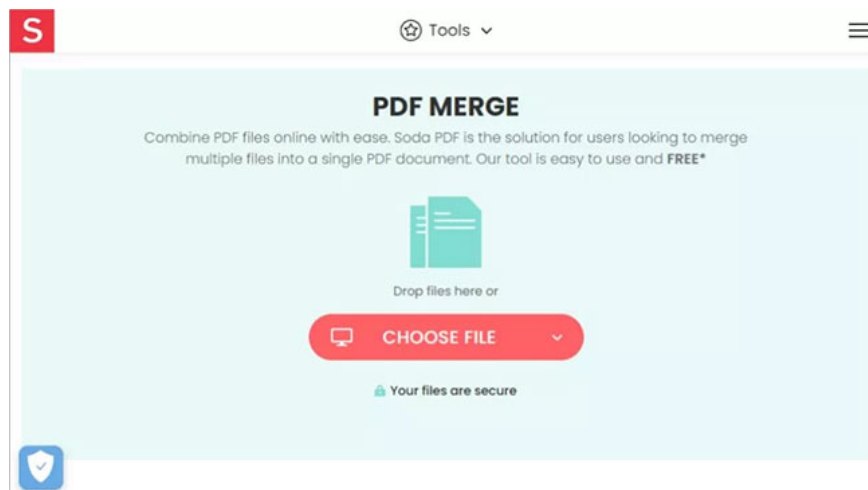 S
Tools
PDF MERGE
Combine PDF files online with ease. Soda PDF is the solution for users looking to merge
multiple files into a single PDF document. Our tool is easy to use and FREE*
Drop files here or
CHOOSE FILE
Your files are secure